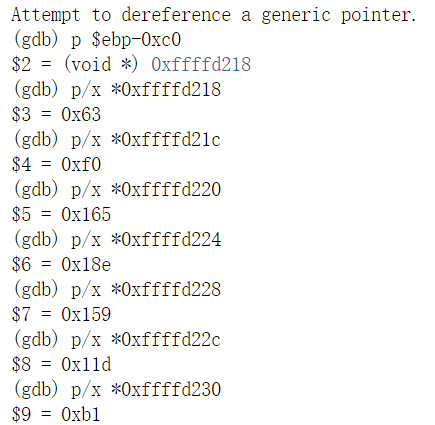 Attempt to dereference a generic pointer.
(gdb) p $ebp-0xc0
$2 = (void *) 0xffffd218
(gdb) p/x *0xffffd218
$3 = 0x63
(gdb) p/x *0xffffd21c
$4 = 0xf0
(gdb) p/x *0xffffd220
$5 = 0x165
(gdb) p/x *0xffffd224
$6 = 0x18e
(gdb) p/x *0xffffd228
$7 = 0x159
(gdb) p/x *0xffffd22c
$8 = 0x11d
(gdb) p/x *0xffffd230
$9 = 0xb1